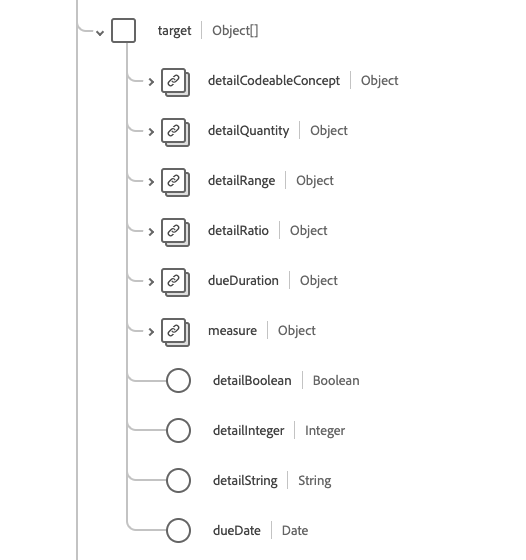 target Object[]
detailCodeableConcept Object
detailQuantity Object
detailRange Object
detailRatio Object
dueDuration Object
measure Object
detailBoolean Boolean
detailInteger Integer
detailString String
dueDate Date